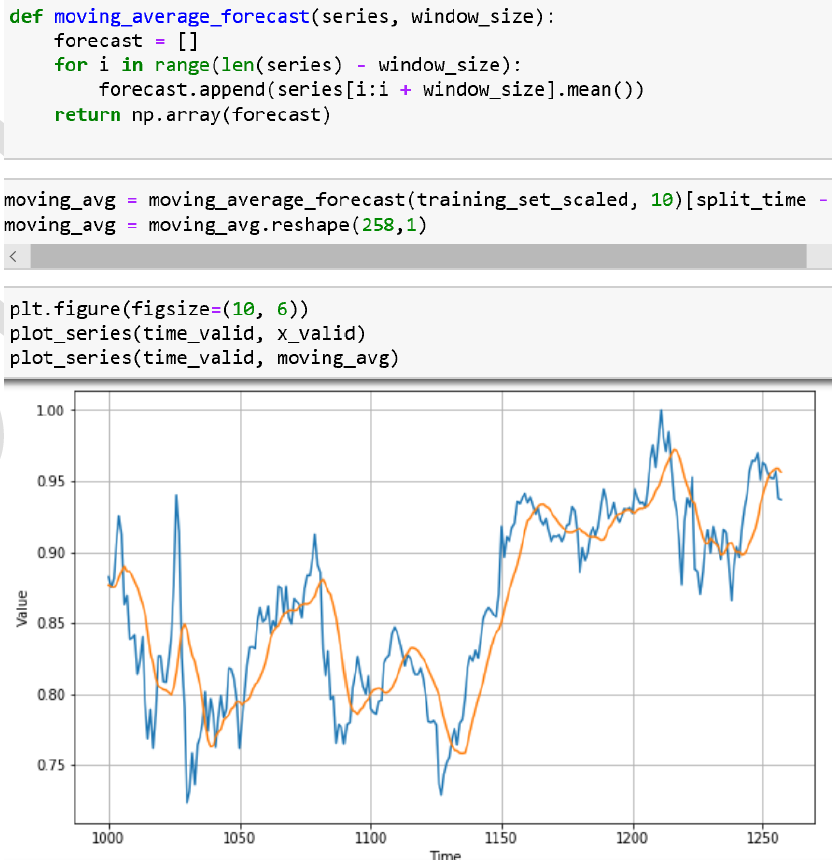 def moving_average_forecast(series, window_size):
    forecast = []
    for i in range(len(series) - window_size):
        forecast.append(series[i:i + window_size].mean())
    return np.array(forecast)
moving_avg = moving_average_forecast(training_set_scaled, 10)[split_time -
moving_avg = moving_avg.reshape(258,1)
plt.figure(figsize=(10, 6))
plot_series(time_valid, x_valid)
plot_series(time_valid, moving_avg)
1.00
0.95
0.90
0.85
0.80
0.75
Value
1000 1050 1100 1150 1200 1250
Time